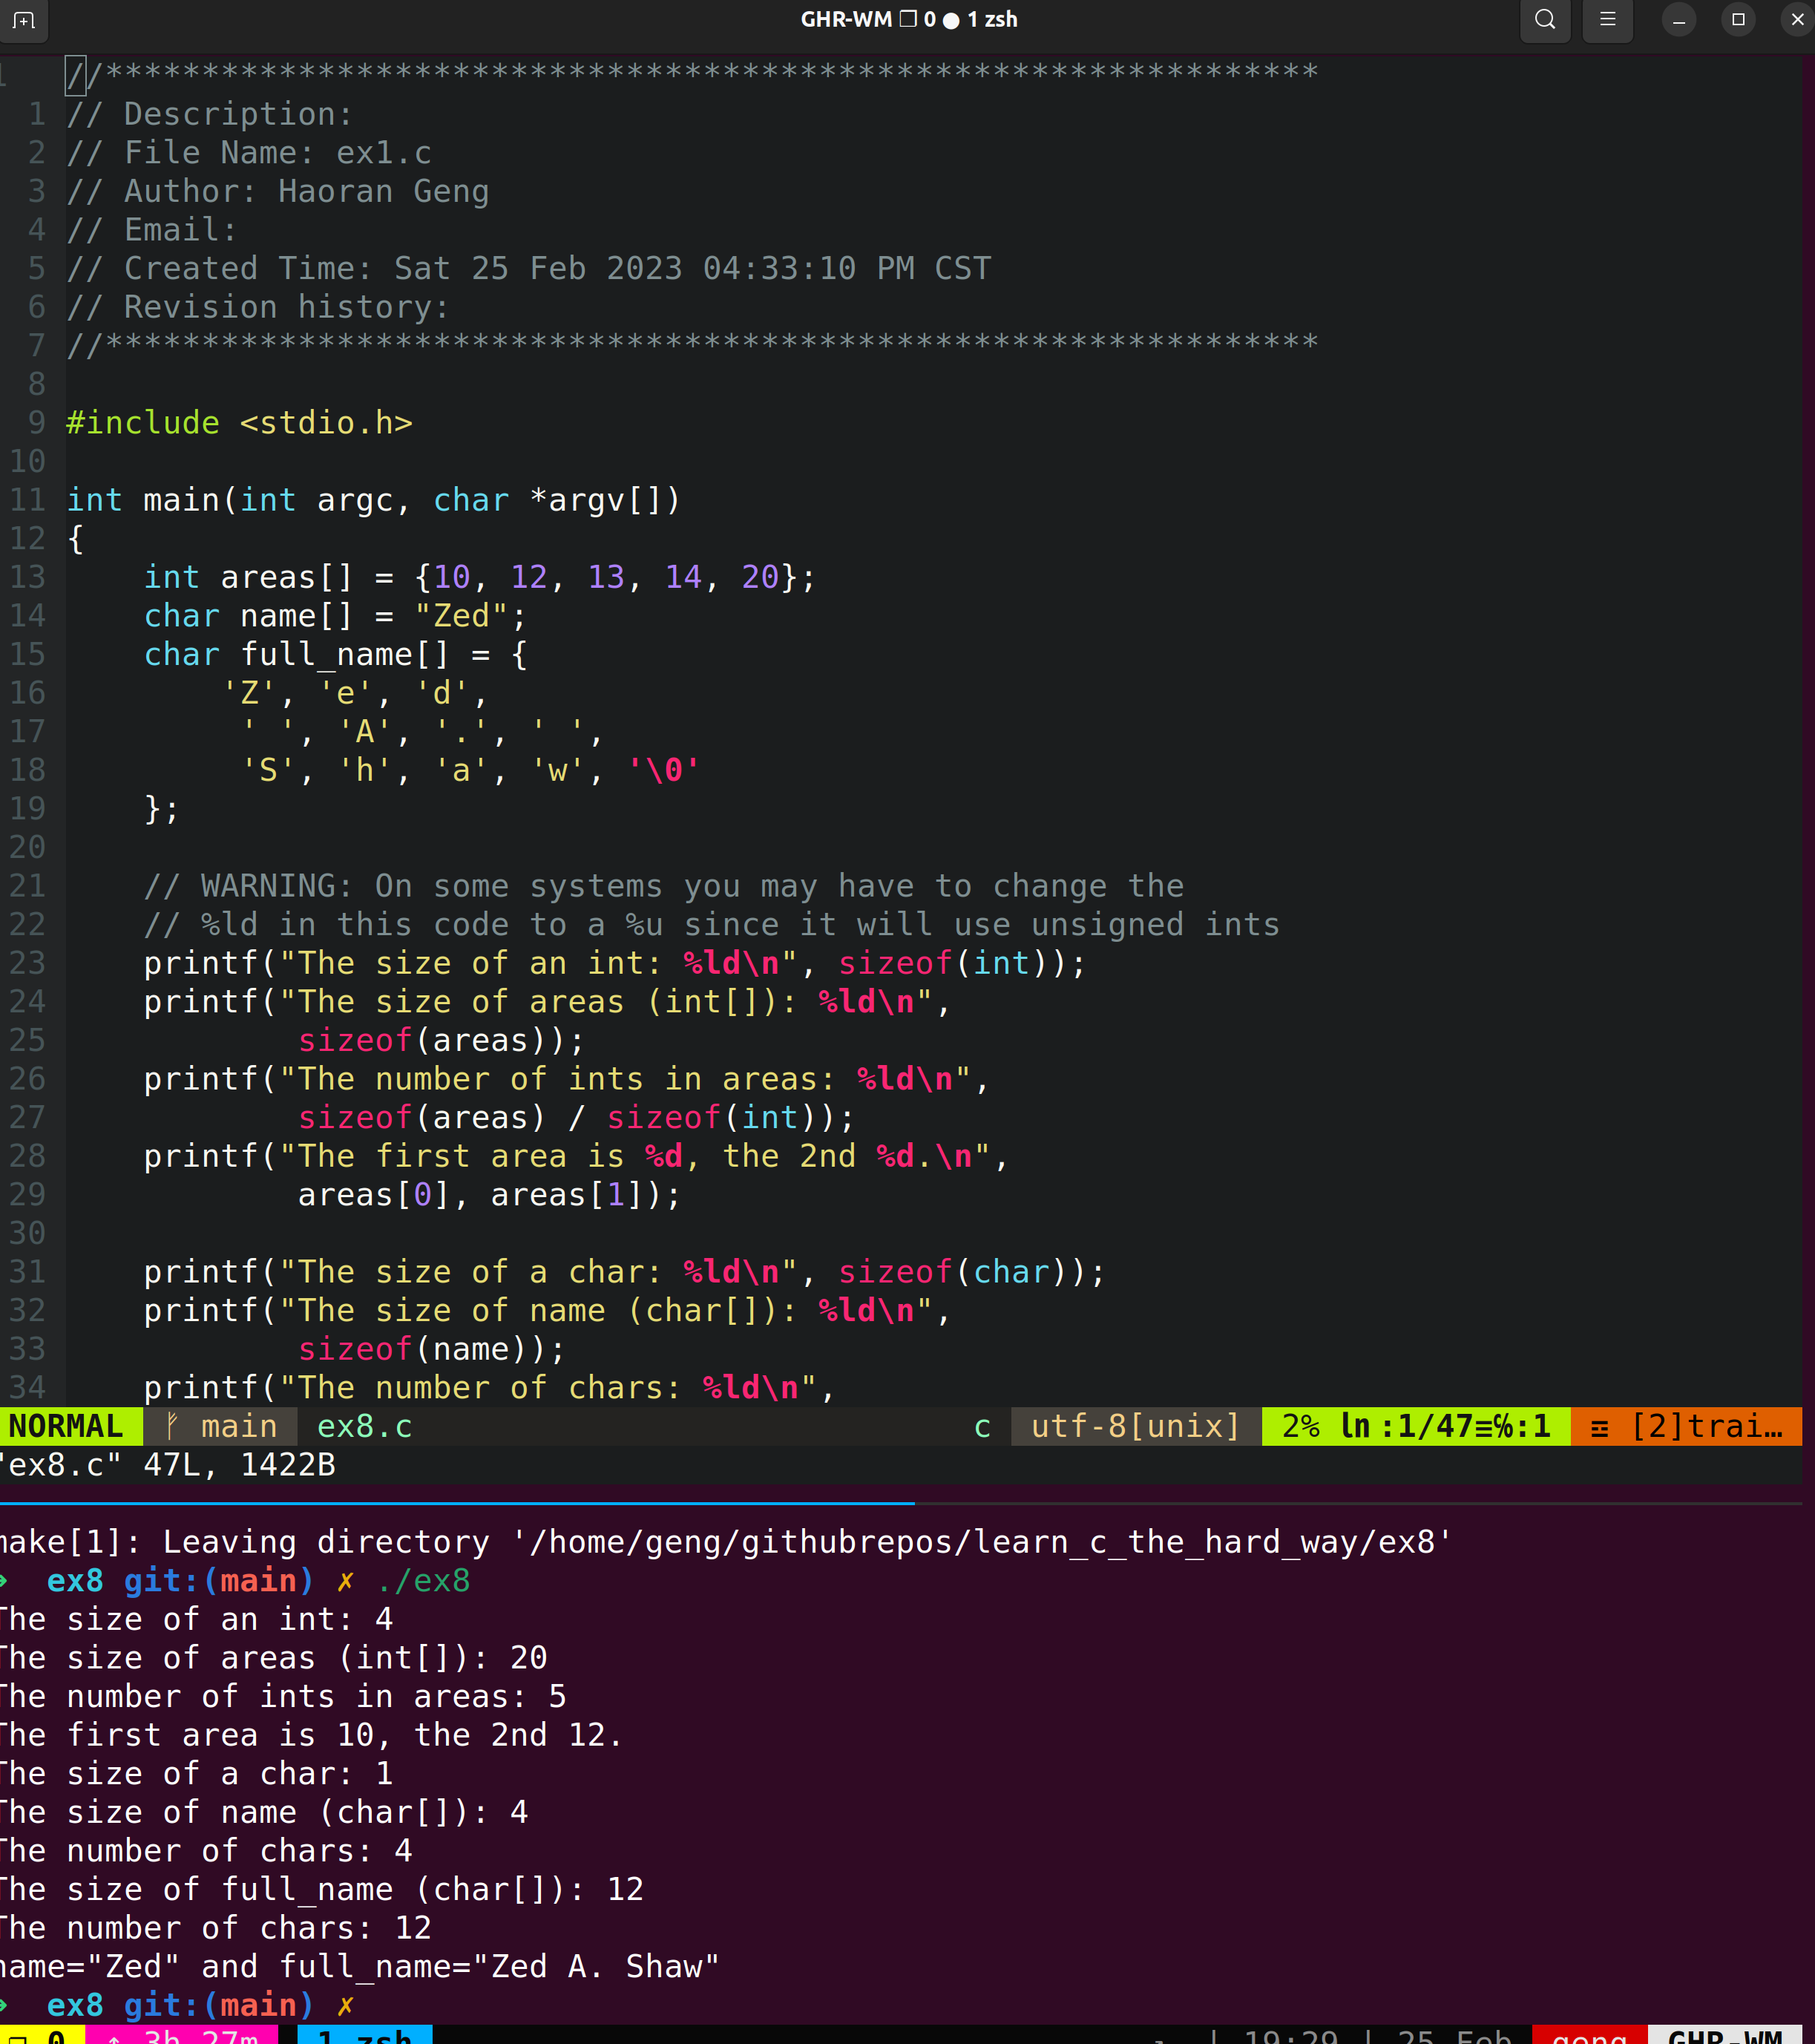 GHR-WM ❐ 0 ● 1 zsh
1 //***************************************************************
1 // Description:
2 // File Name: ex1.c
3 // Author: Haoran Geng
4 // Email:
5 // Created Time: Sat 25 Feb 2023 04:33:10 PM CST
6 // Revision history:
7 //***************************************************************
8
9 #include <stdio.h>
10
11 int main(int argc, char *argv[])
12 {
13     int areas[] = {10, 12, 13, 14, 20};
14     char name[] = "Zed";
15     char full_name[] = {
16         'Z', 'e', 'd',
17          ' ', 'A', '.', ' ',
18          'S', 'h', 'a', 'w', '\0'
19     };
20
21     // WARNING: On some systems you may have to change the
22     // %ld in this code to a %u since it will use unsigned ints
23     printf("The size of an int: %ld\n", sizeof(int));
24     printf("The size of areas (int[]): %ld\n",
25             sizeof(areas));
26     printf("The number of ints in areas: %ld\n",
27             sizeof(areas) / sizeof(int));
28     printf("The first area is %d, the 2nd %d.\n",
29             areas[0], areas[1]);
30
31     printf("The size of a char: %ld\n", sizeof(char));
32     printf("The size of name (char[]): %ld\n",
33             sizeof(name));
34     printf("The number of chars: %ld\n",
NORMAL main ex8.c c utf-8[unix] 2% ln :1/47≡℅:1 ☲ [2]trai…
"ex8.c" 47L, 1422B
make[1]: Leaving directory '/home/geng/githubrepos/learn_c_the_hard_way/ex8'
➜ ex8 git:(main) ✗ ./ex8
The size of an int: 4
The size of areas (int[]): 20
The number of ints in areas: 5
The first area is 10, the 2nd 12.
The size of a char: 1
The size of name (char[]): 4
The number of chars: 4
The size of full_name (char[]): 12
The number of chars: 12
name="Zed" and full_name="Zed A. Shaw"
➜ ex8 git:(main) ✗
❐ 0 ↑ 3h 27m 1 zsh | 19:29 | 25 Feb geng GHR-WM